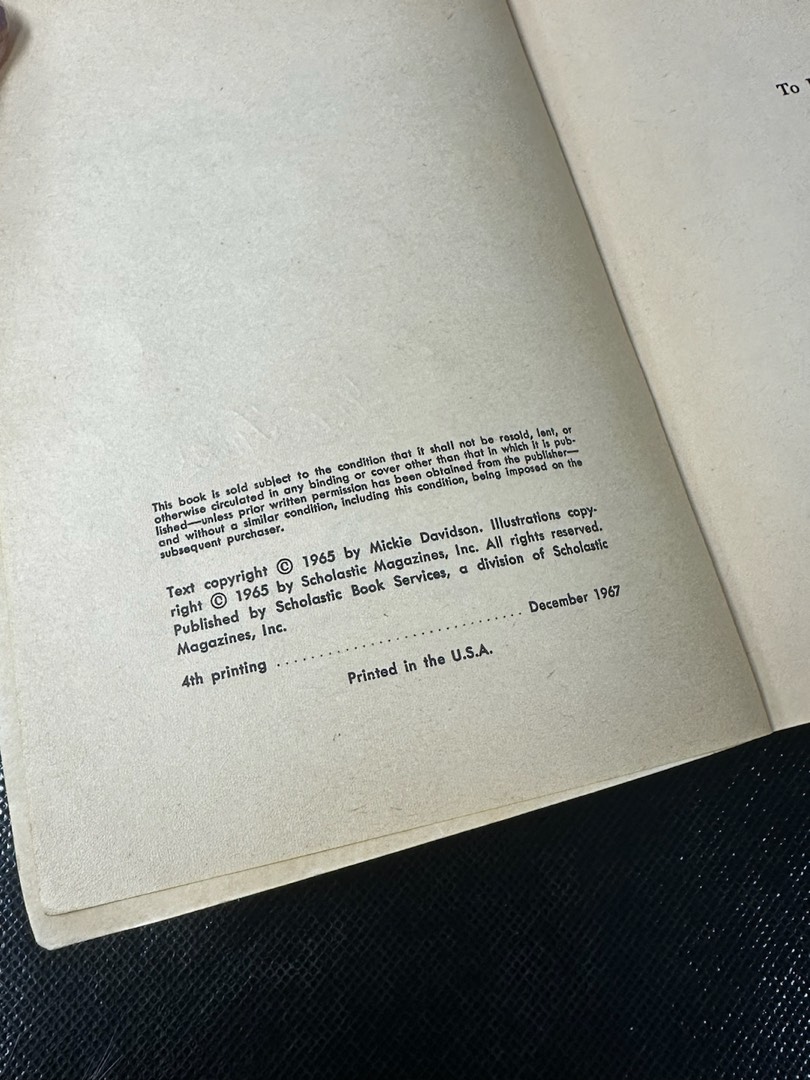 To
This book is sold subject to the condition that it shall not be resold, lent, or
otherwise circulated in any binding or cover other than that in which it is pub-
lished—unless prior written permission has been obtained from the publisher—
and without a similar condition, including this condition, being imposed on the
subsequent purchaser.
Text copyright © 1965 by Mickie Davidson. Illustrations copy-
right © 1965 by Scholastic Magazines, Inc. All rights reserved.
Published by Scholastic Book Services, a division of Scholastic
Magazines, Inc.
4th printing .............................. December 1967
Printed in the U.S.A.